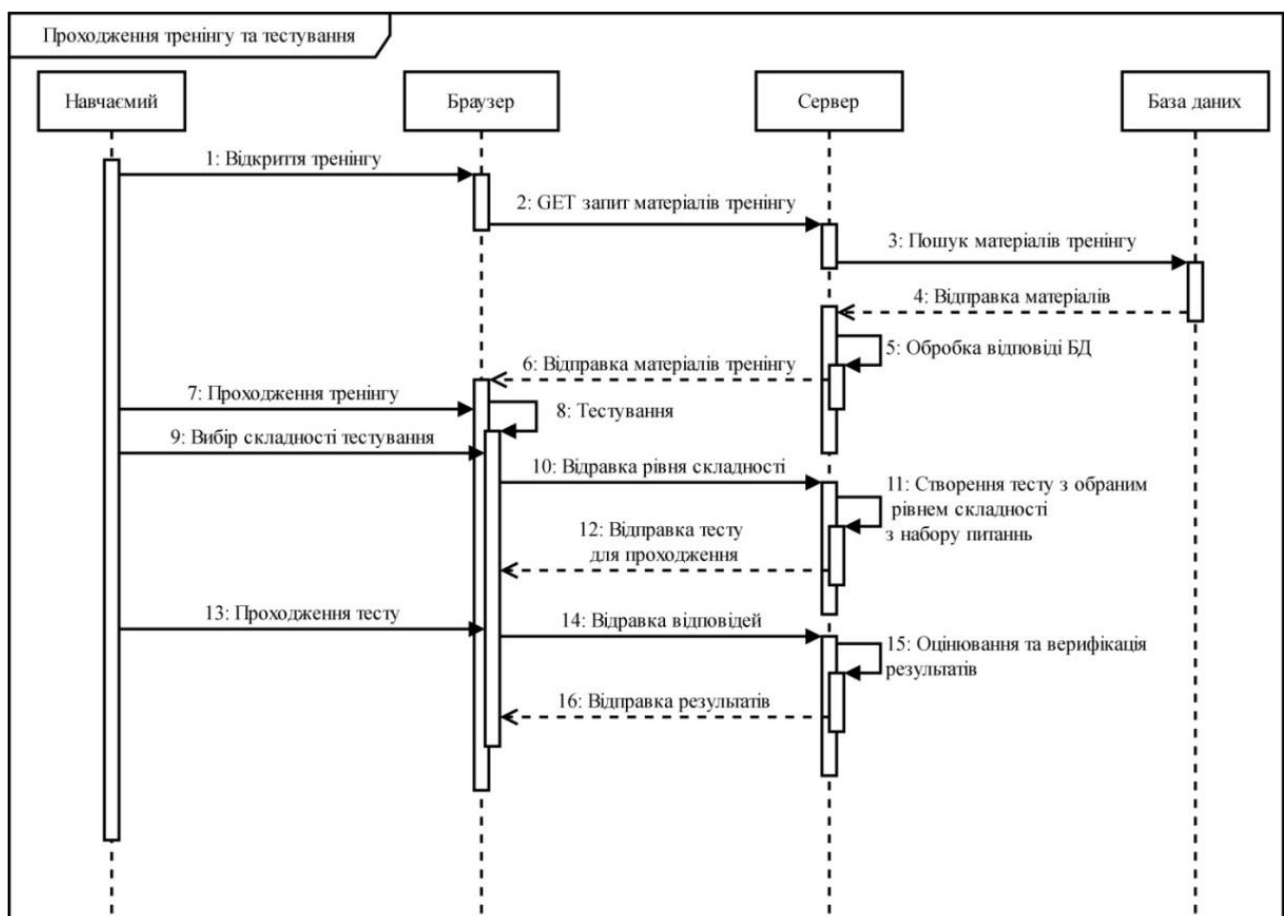 Проходження тренінгу та тестування
Навчаємий
Браузер
Сервер
База даних
1: Відкриття тренінгу
2: GET запит матеріалів тренінгу
3: Пошук матеріалів тренінгу
4: Відправка матеріалів
5: Обробка відповіді БД
6: Відправка матеріалів тренінгу
7: Проходження тренінгу
8: Тестування
9: Вибір складності тестування
10: Відравка рівня складності
11: Створення тесту з обраним
рівнем складності
з набору питаннь
12: Відправка тесту
для проходження
13: Проходження тесту
14: Відравка відповідей
15: Оцінювання та верифікація
результатів
16: Відправка результатів